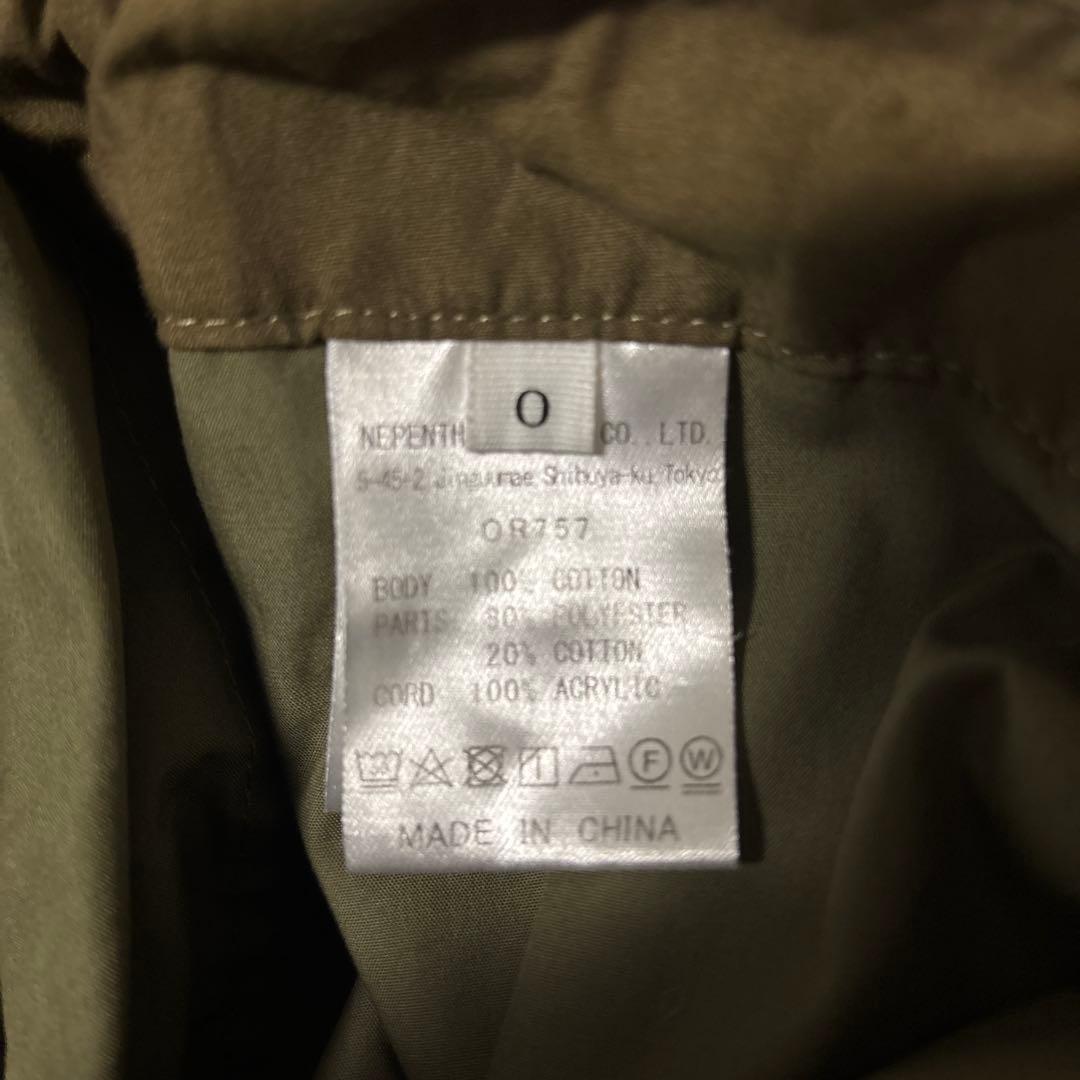 O
NEPENTH CO., LTD.
5-45-2 Jingumae Shibuya-ku, Tokyo
OR757
BODY 100% COTTON
PARTS 80% POLYESTER
20% COTTON
CORD 100% ACRYLIC
F W
MADE IN CHINA